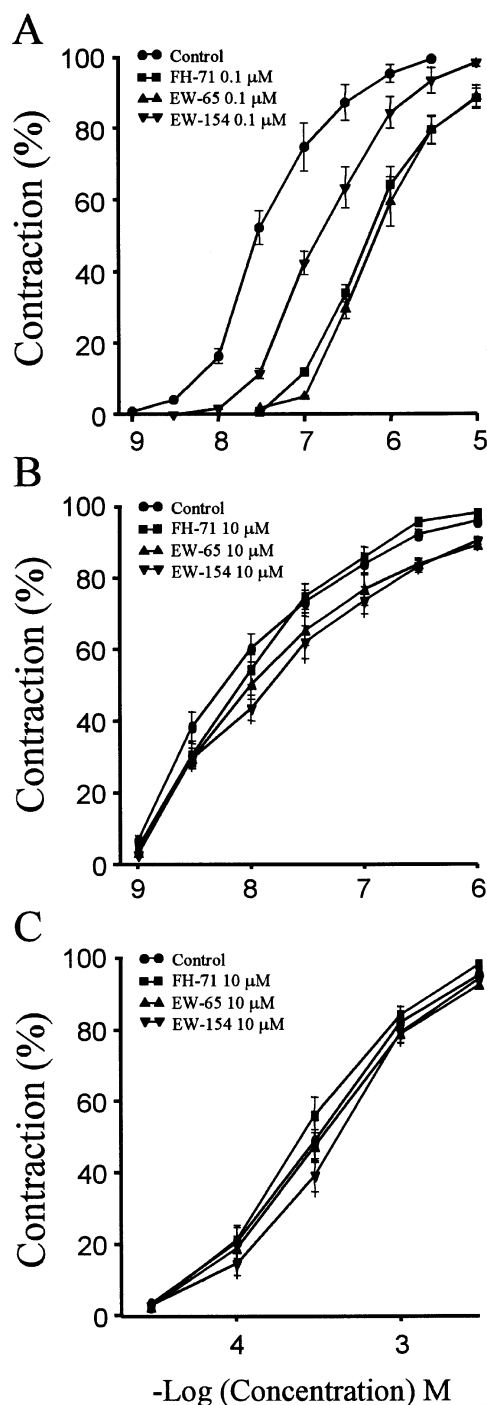 A
Contraction (%)
100
80
60
40
20
0
Control
FH-71 0.1 µM
EW-65 0.1 µM
EW-154 0.1 µM
9 8 7 6 5
B
Contraction (%)
100
80
60
40
20
0
Control
FH-71 10 µM
EW-65 10 µM
EW-154 10 µM
9 8 7 6
C
Contraction (%)
100
80
60
40
20
0
Control
FH-71 10 µM
EW-65 10 µM
EW-154 10 µM
4 3
-Log (Concentration) M